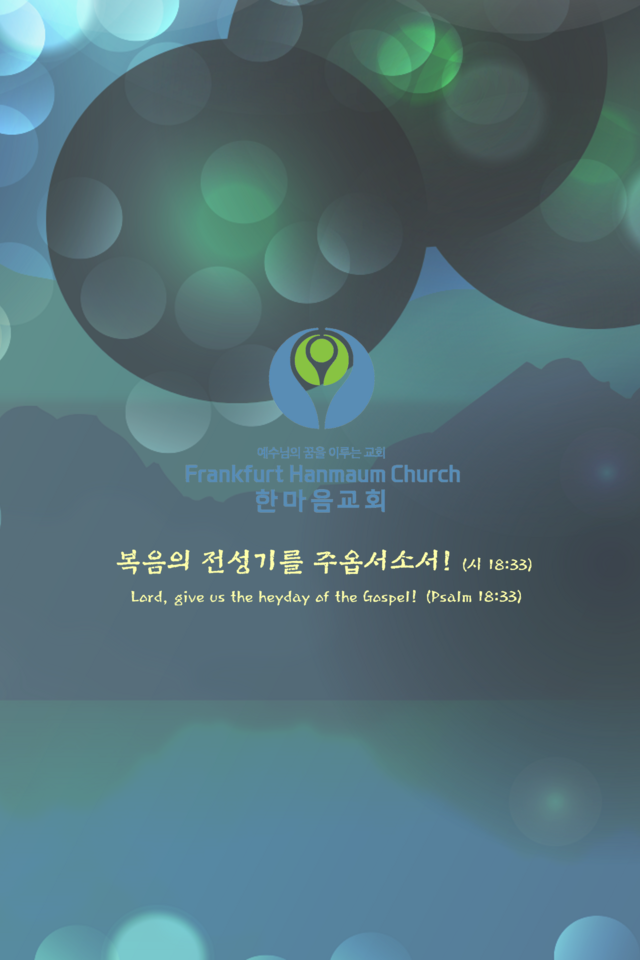 예수님의 꿈을 이루는 교회
Frankfurt Hanmaum Church
한마음교회
복음의 전성기를 주옵서소서! (시 18:33)
Lord, give us the heyday of the Gospel! (Psalm 18:33)